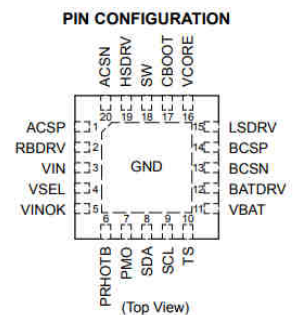 PIN CONFIGURATION
ACSN HSDRV SW CBOOT VCORE
20 19 18 17 16
ACSP 1 15 LSDRV
RBDRV 2 14 BCSP
VIN 3 GND 13 BCSN
VSEL 4 12 BATDRV
VINOK 5 11 VBAT
6 7 8 9 10
PRHOTB PMO SDA SCL TS
(Top View)